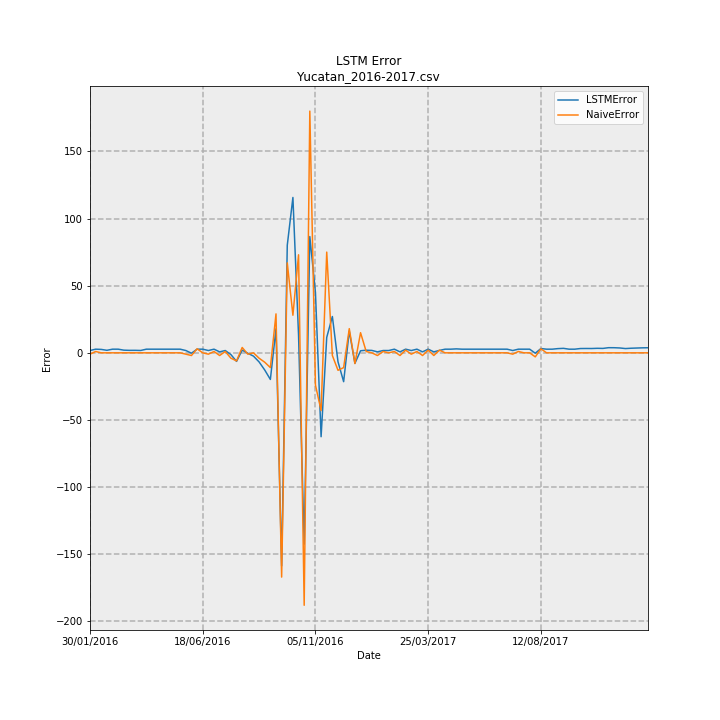 LSTM Error
Yucatan_2016-2017.csv
LSTMError
NaiveError
150
100
50
0
−50
−100
−150
−200
Error
30/01/2016
18/06/2016
05/11/2016
25/03/2017
12/08/2017
Date